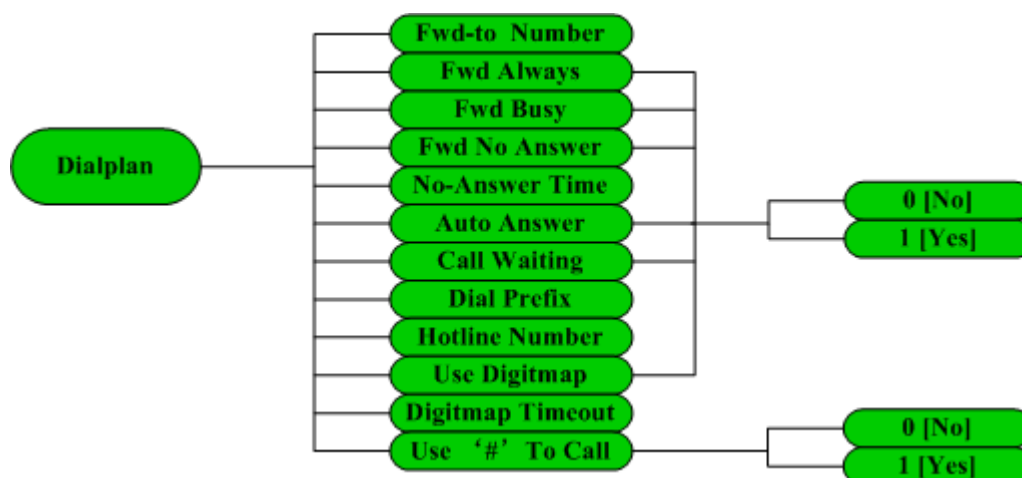 Dialplan
Fwd-to Number
Fwd Always
Fwd Busy
Fwd No Answer
No-Answer Time
Auto Answer
Call Waiting
Dial Prefix
Hotline Number
Use Digitmap
Digitmap Timeout
Use ‘#’ To Call
0 [No]
1 [Yes]
0 [No]
1 [Yes]